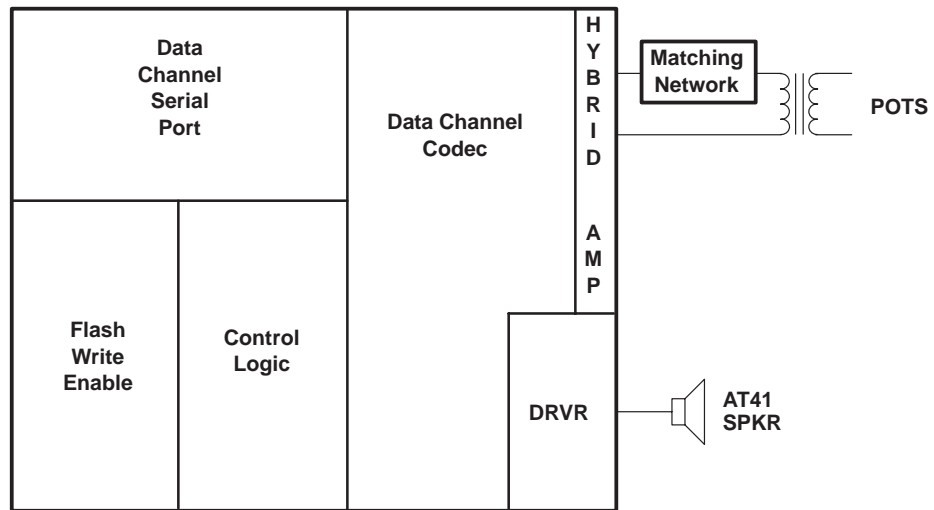 Data
Channel
Serial
Port
Data Channel
Codec
H
Y
B
R
I
D
A
M
P
Matching
Network
POTS
Flash
Write
Enable
Control
Logic
DRVR
AT41
SPKR